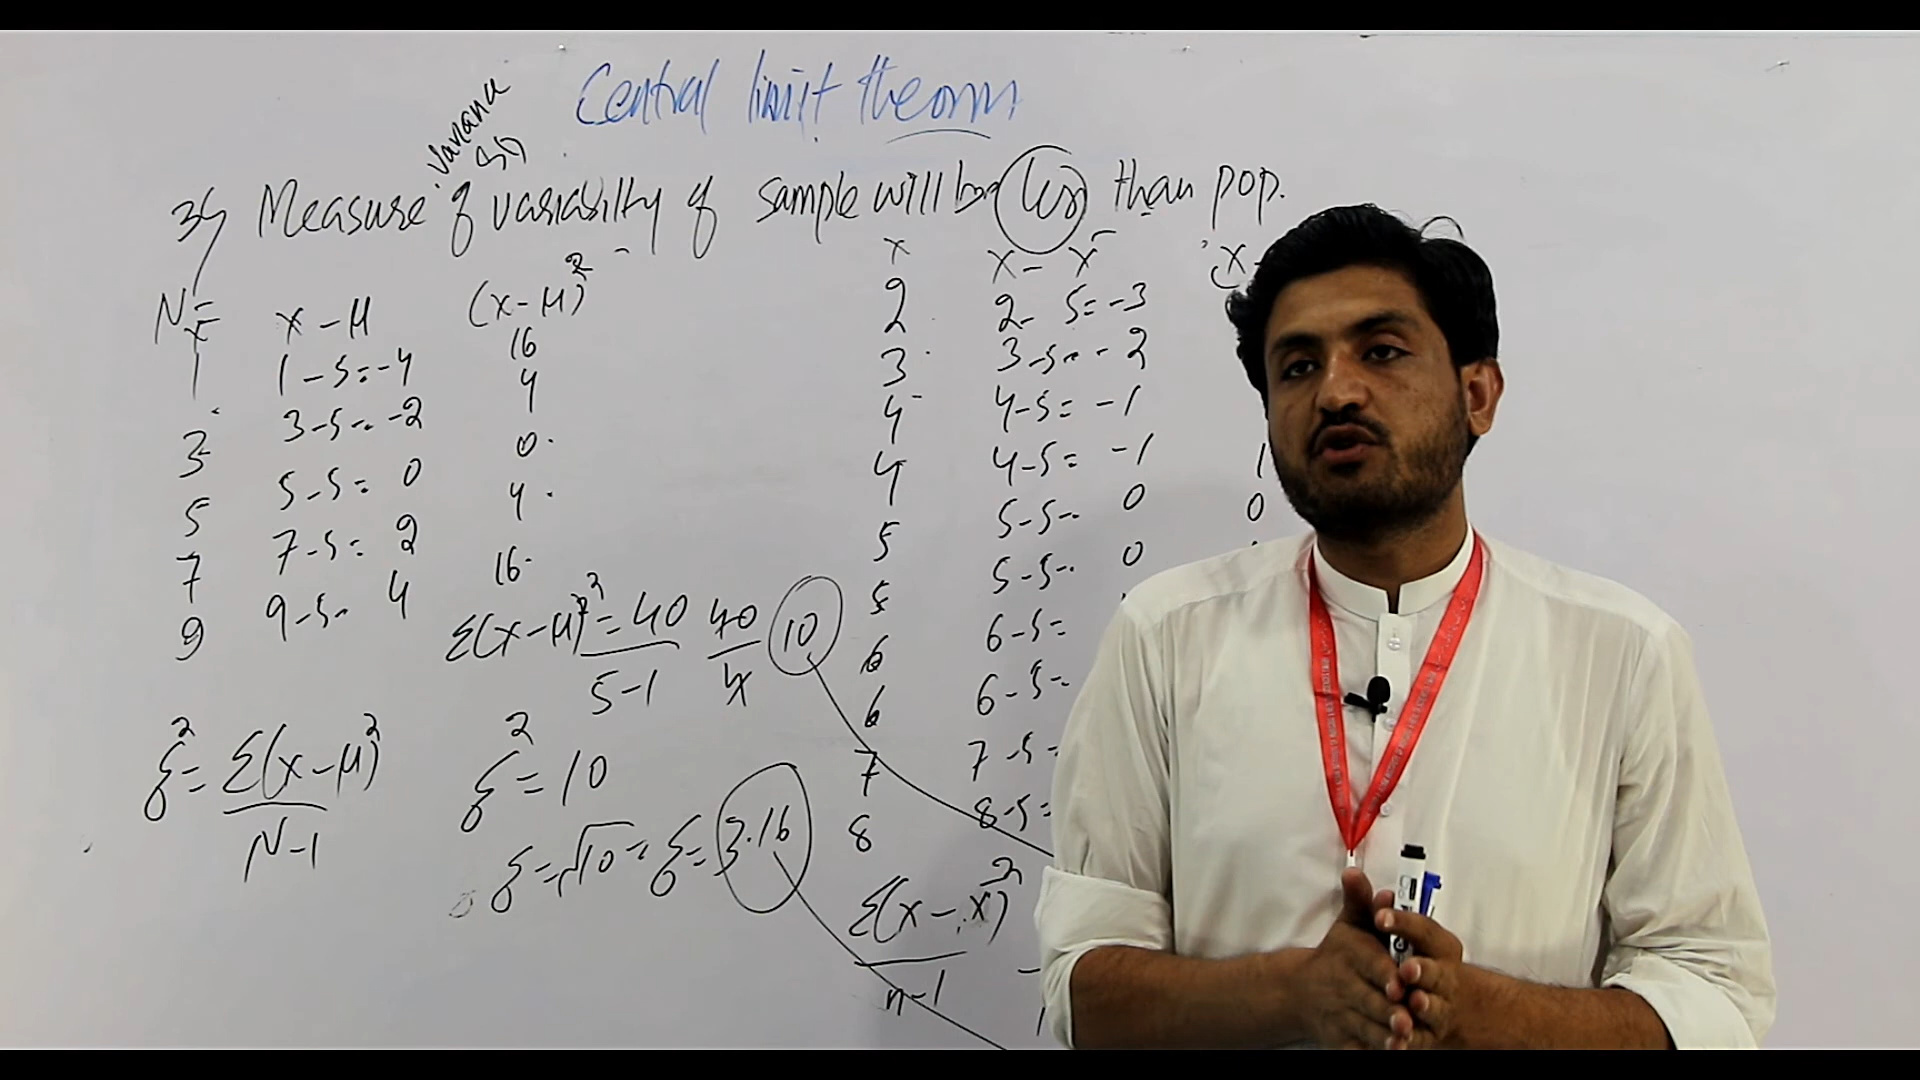 Central limit theorm
variance
3) Measure of variability of sample will be less than pop.
N=
x
x - μ
(x - μ)²
1
1 - 5 = -4
16
3
3 - 5 = -2
4
5
5 - 5 = 0
0
7
7 - 5 = 2
4
9
9 - 5 = 4
16
Σ(x - μ)² = 40
5 - 1
40
4
10
σ² = Σ(x - μ)²
N - 1
σ² = 10
σ = √10 = σ = 3.16
x
x - x̄
x
2
2 - 5 = -3
3
3 - 5 = -2
4
4 - 5 = -1
4
4 - 5 = -1
1
5
5 - 5 = 0
0
5
5 - 5 = 0
6
6 - 5 =
6
6 - 5 =
7
7 - 5 =
8
8 - 5 =
Σ(x - x̄)²
n - 1